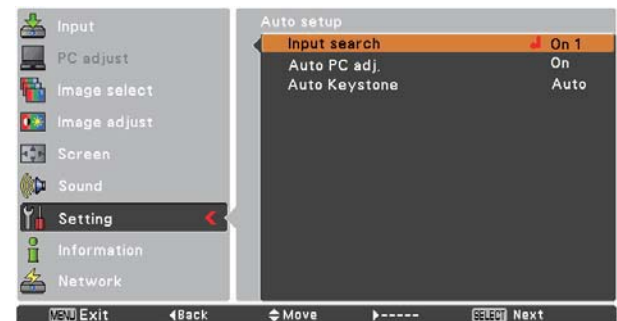 Input
PC adjust
Image select
Image adjust
Screen
Sound
Setting
Information
Network
Auto setup
Input search On 1
Auto PC adj. On
Auto Keystone Auto
MENU Exit Back Move ----- SELECT Next